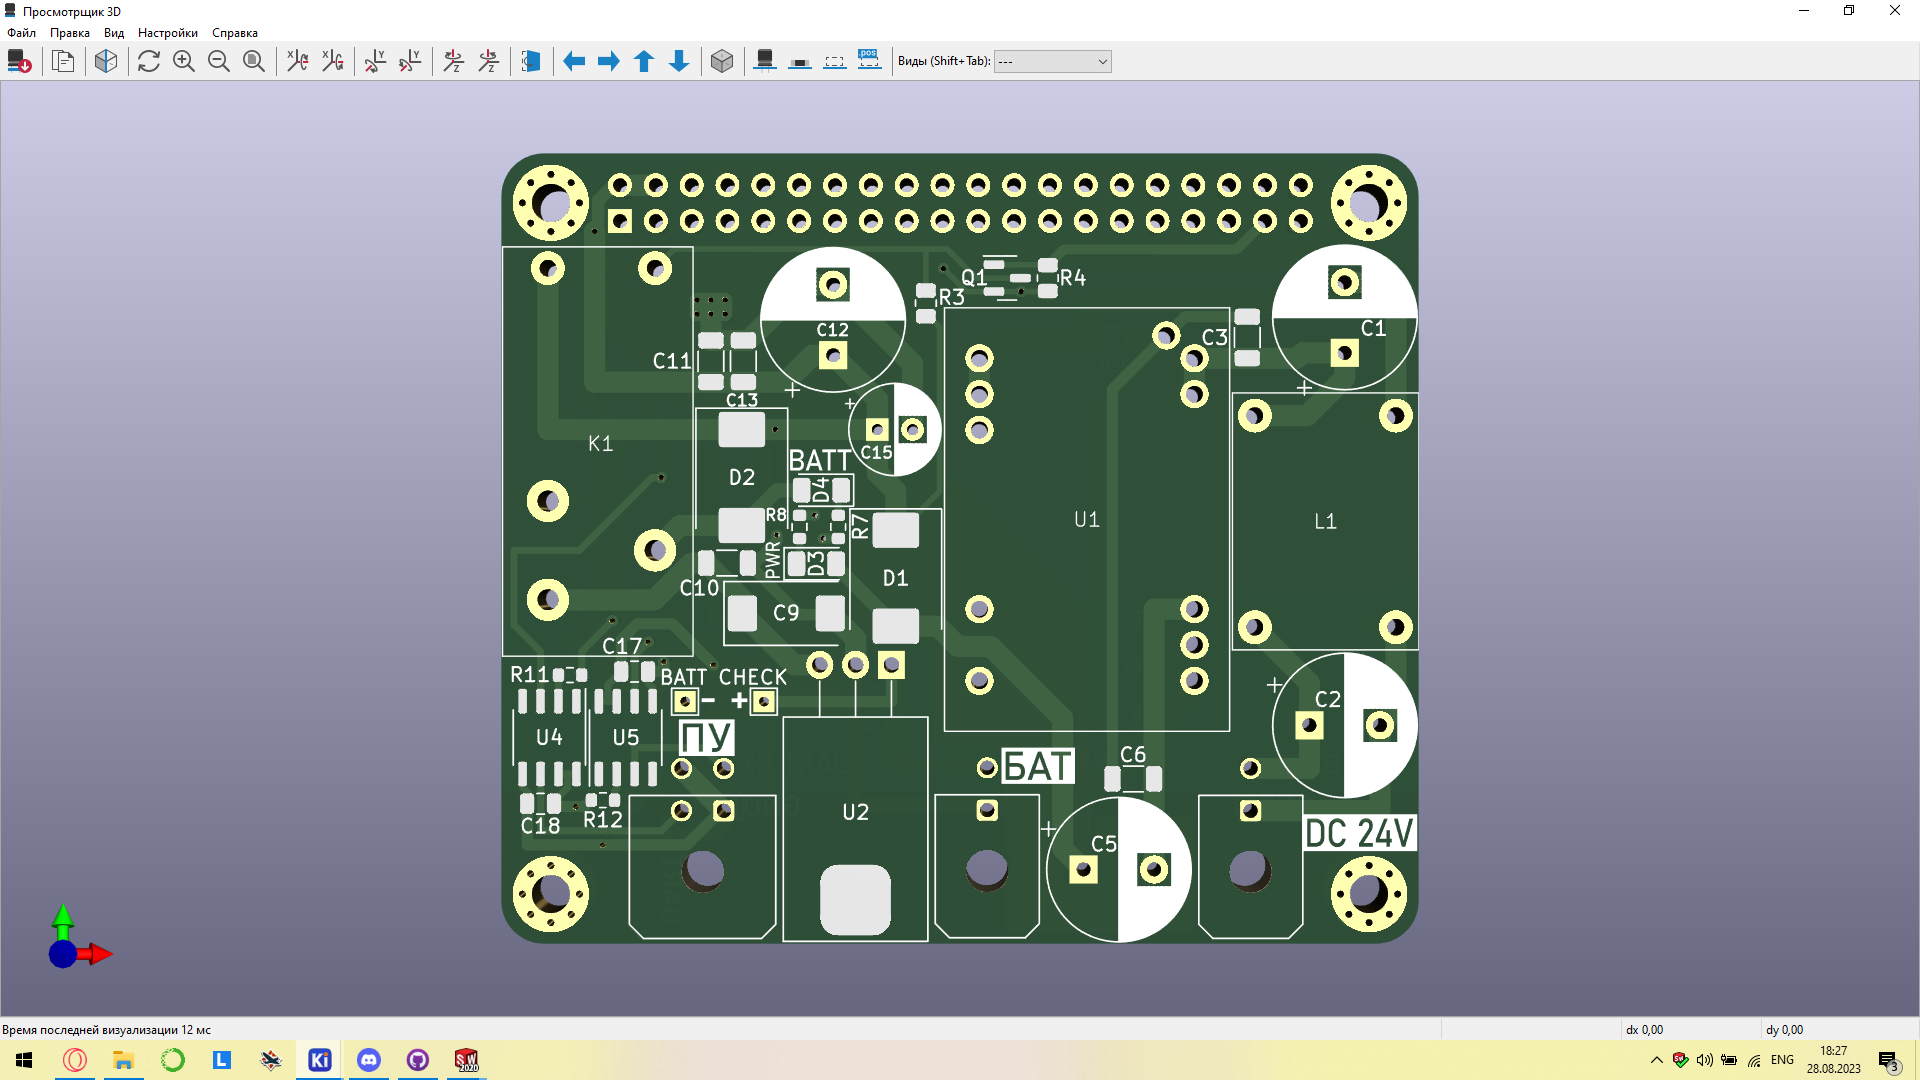 Просмотрщик 3D
Файл Правка Вид Настройки Справка
Виды (Shift+Tab): ---
Q1
R4
R3
C12
C3
C1
C11
C13
K1
C15
BATT
D2
D4
R8
R7
U1
L1
PWR
D3
D1
C10
C9
C17
R11
BATT CHECK
- +
C2
U4
U5
ПУ
БАТ
C6
U2
C18
R12
C5
DC 24V
Время последней визуализации 12 мс
dx 0,00
dy 0,00
ENG
18:27
28.08.2023
3